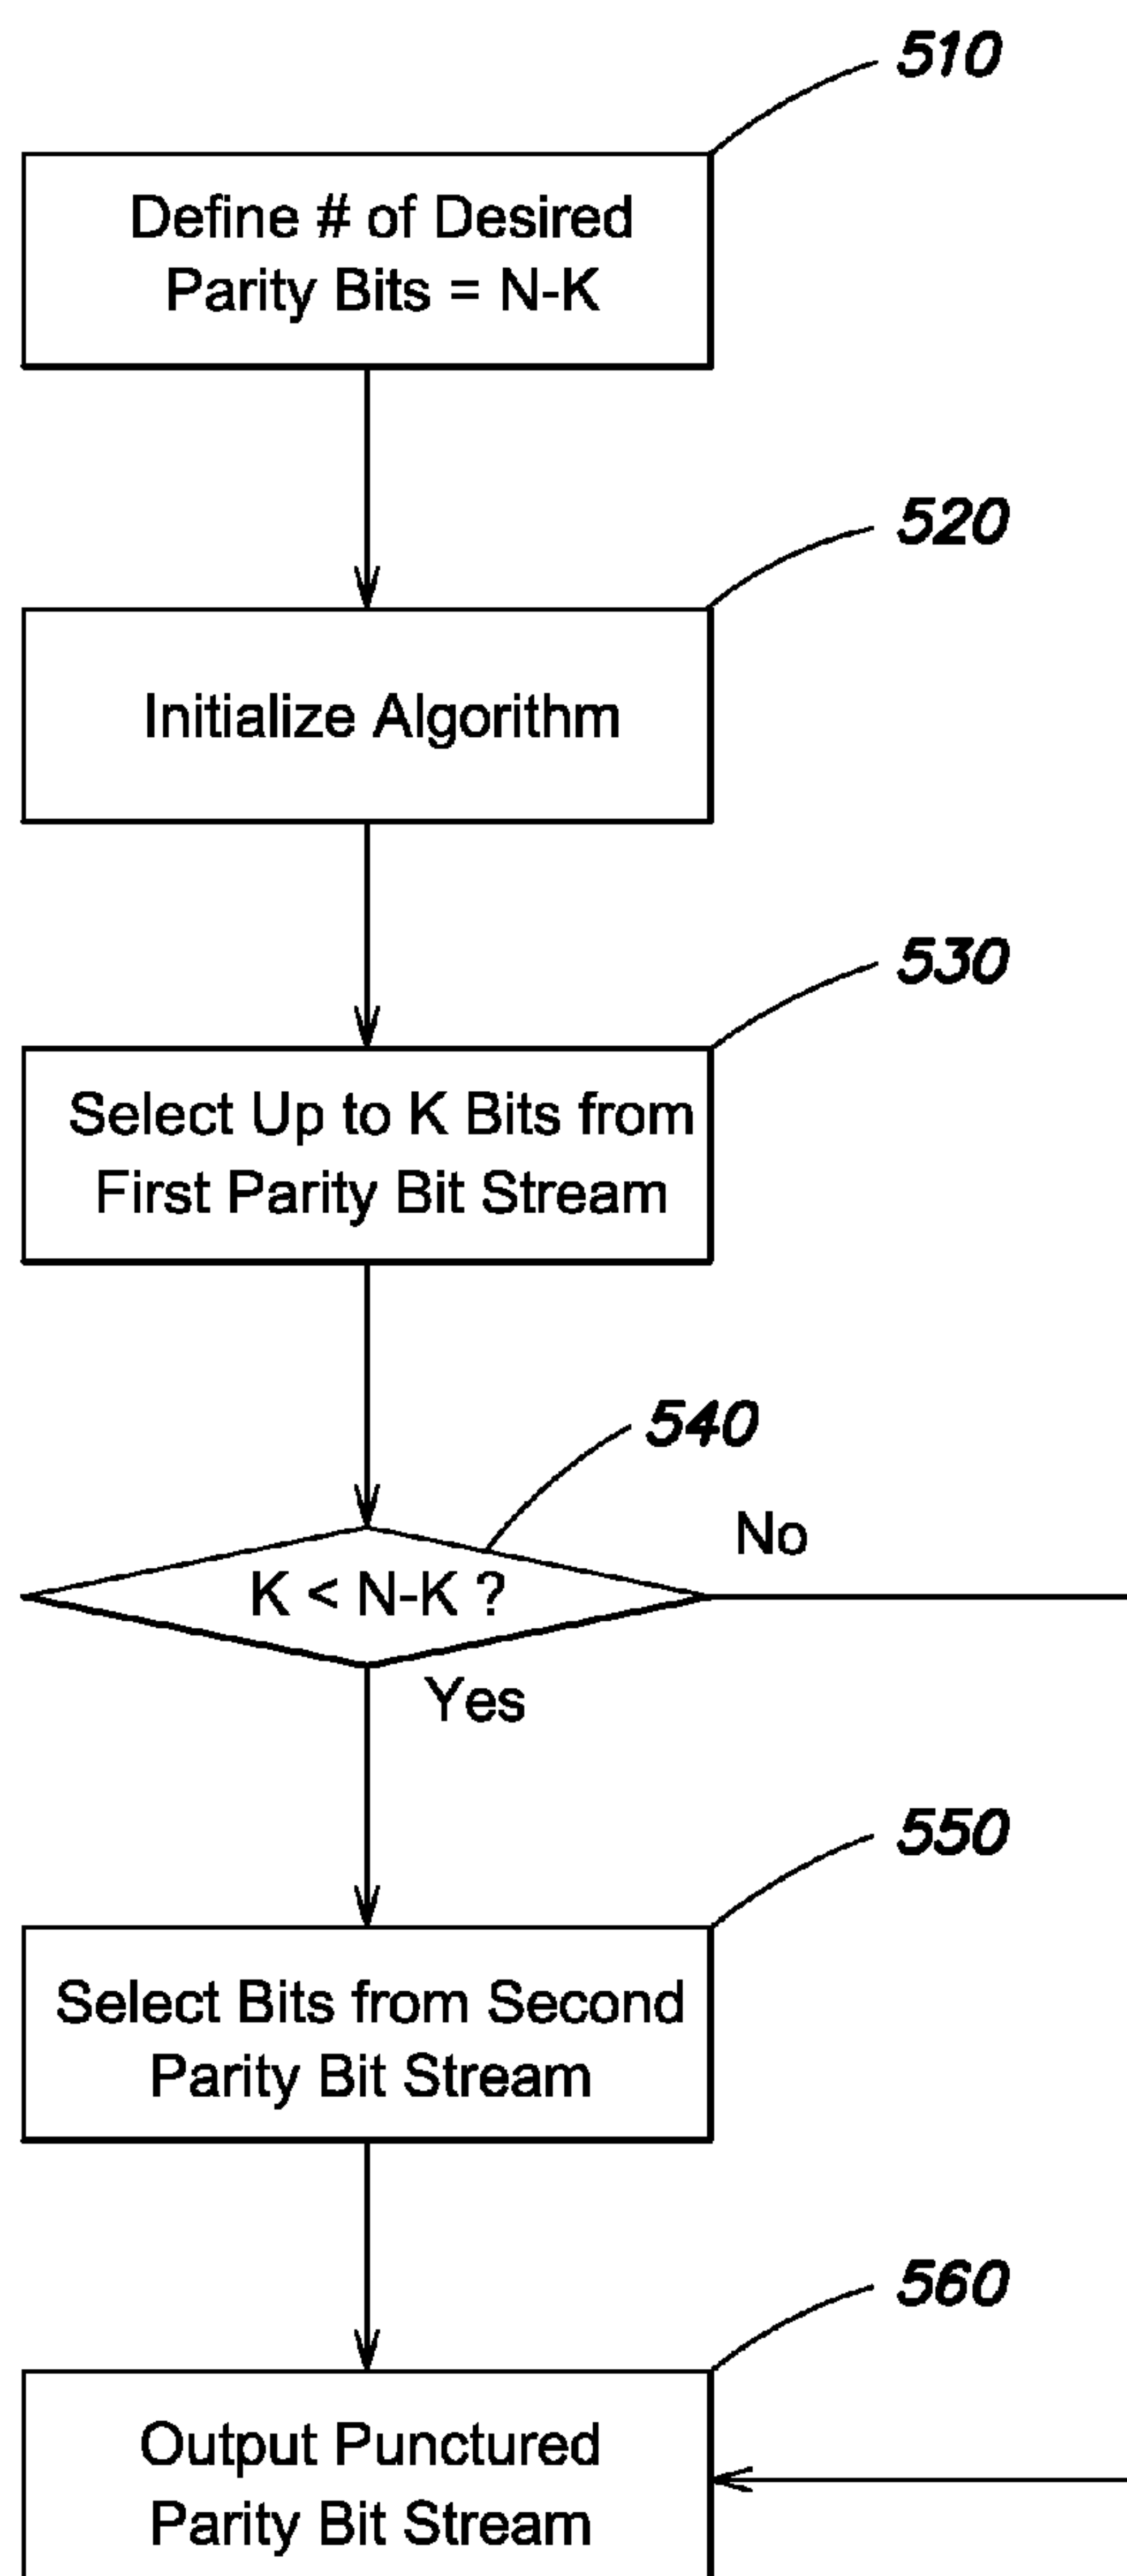 510
Define # of Desired
Parity Bits = N-K
520
Initialize Algorithm
530
Select Up to K Bits from
First Parity Bit Stream
540
No
K < N-K ?
Yes
550
Select Bits from Second
Parity Bit Stream
560
Output Punctured
Parity Bit Stream